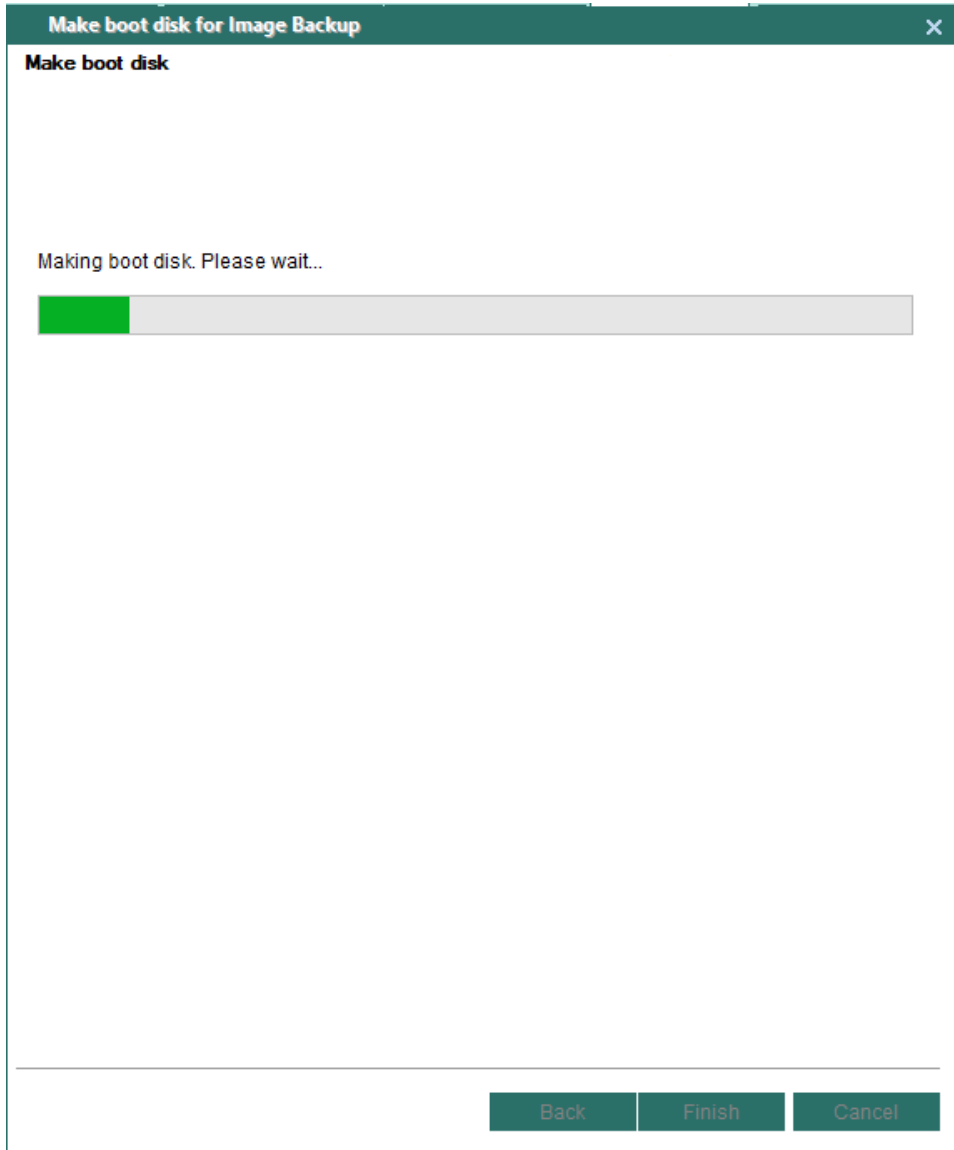 Make boot disk for Image Backup
Make boot disk
Making boot disk. Please wait...
Back Finish Cancel